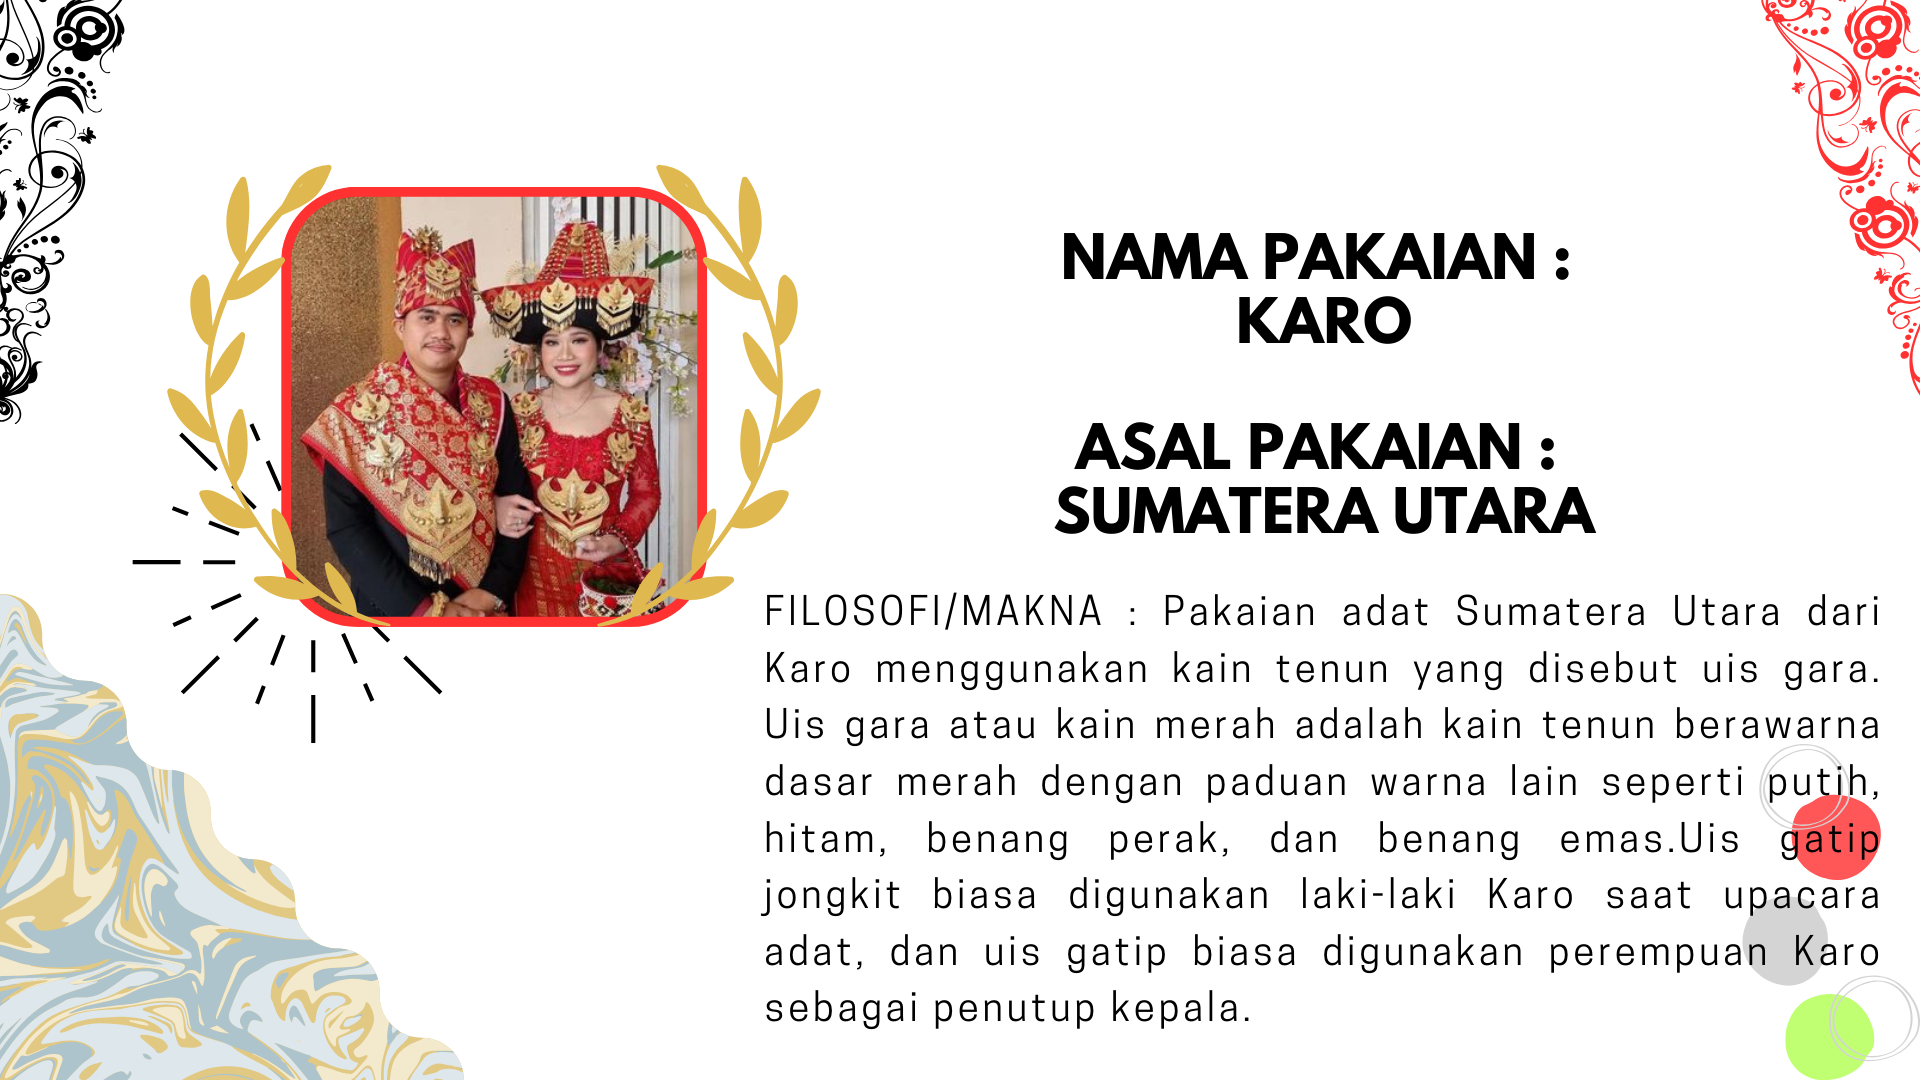 NAMA PAKAIAN :
KARO
ASAL PAKAIAN :
SUMATERA UTARA
FILOSOFI/MAKNA : Pakaian adat Sumatera Utara dari
Karo menggunakan kain tenun yang disebut uis gara.
Uis gara atau kain merah adalah kain tenun berawarna
dasar merah dengan paduan warna lain seperti putih,
hitam, benang perak, dan benang emas.Uis gatip
jongkit biasa digunakan laki-laki Karo saat upacara
adat, dan uis gatip biasa digunakan perempuan Karo
sebagai penutup kepala.